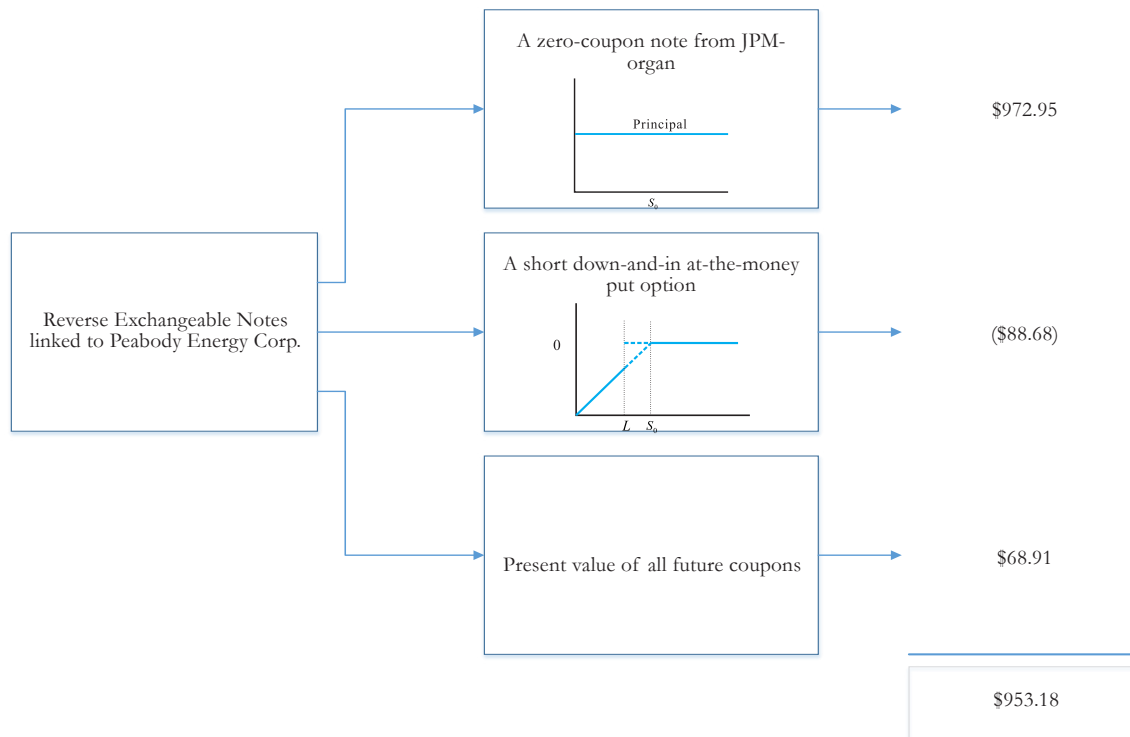 A zero-coupon note from JPM-
organ
Principal
S₀
$972.95
Reverse Exchangeable Notes
linked to Peabody Energy Corp.
A short down-and-in at-the-money
put option
0
L S₀
($88.68)
Present value of all future coupons
$68.91
$953.18